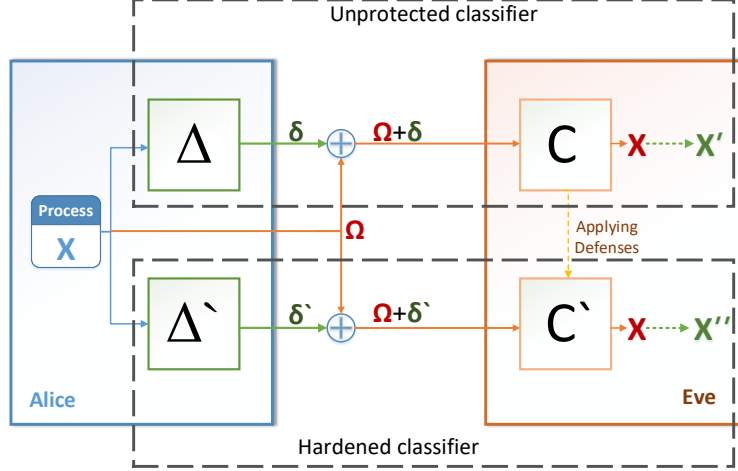 Unprotected classifier
Δ
δ
Ω+δ
C
X
X'
Process
X
Ω
Applying
Defenses
Δ`
δ`
Ω+δ`
C`
X
X''
Alice
Eve
Hardened classifier